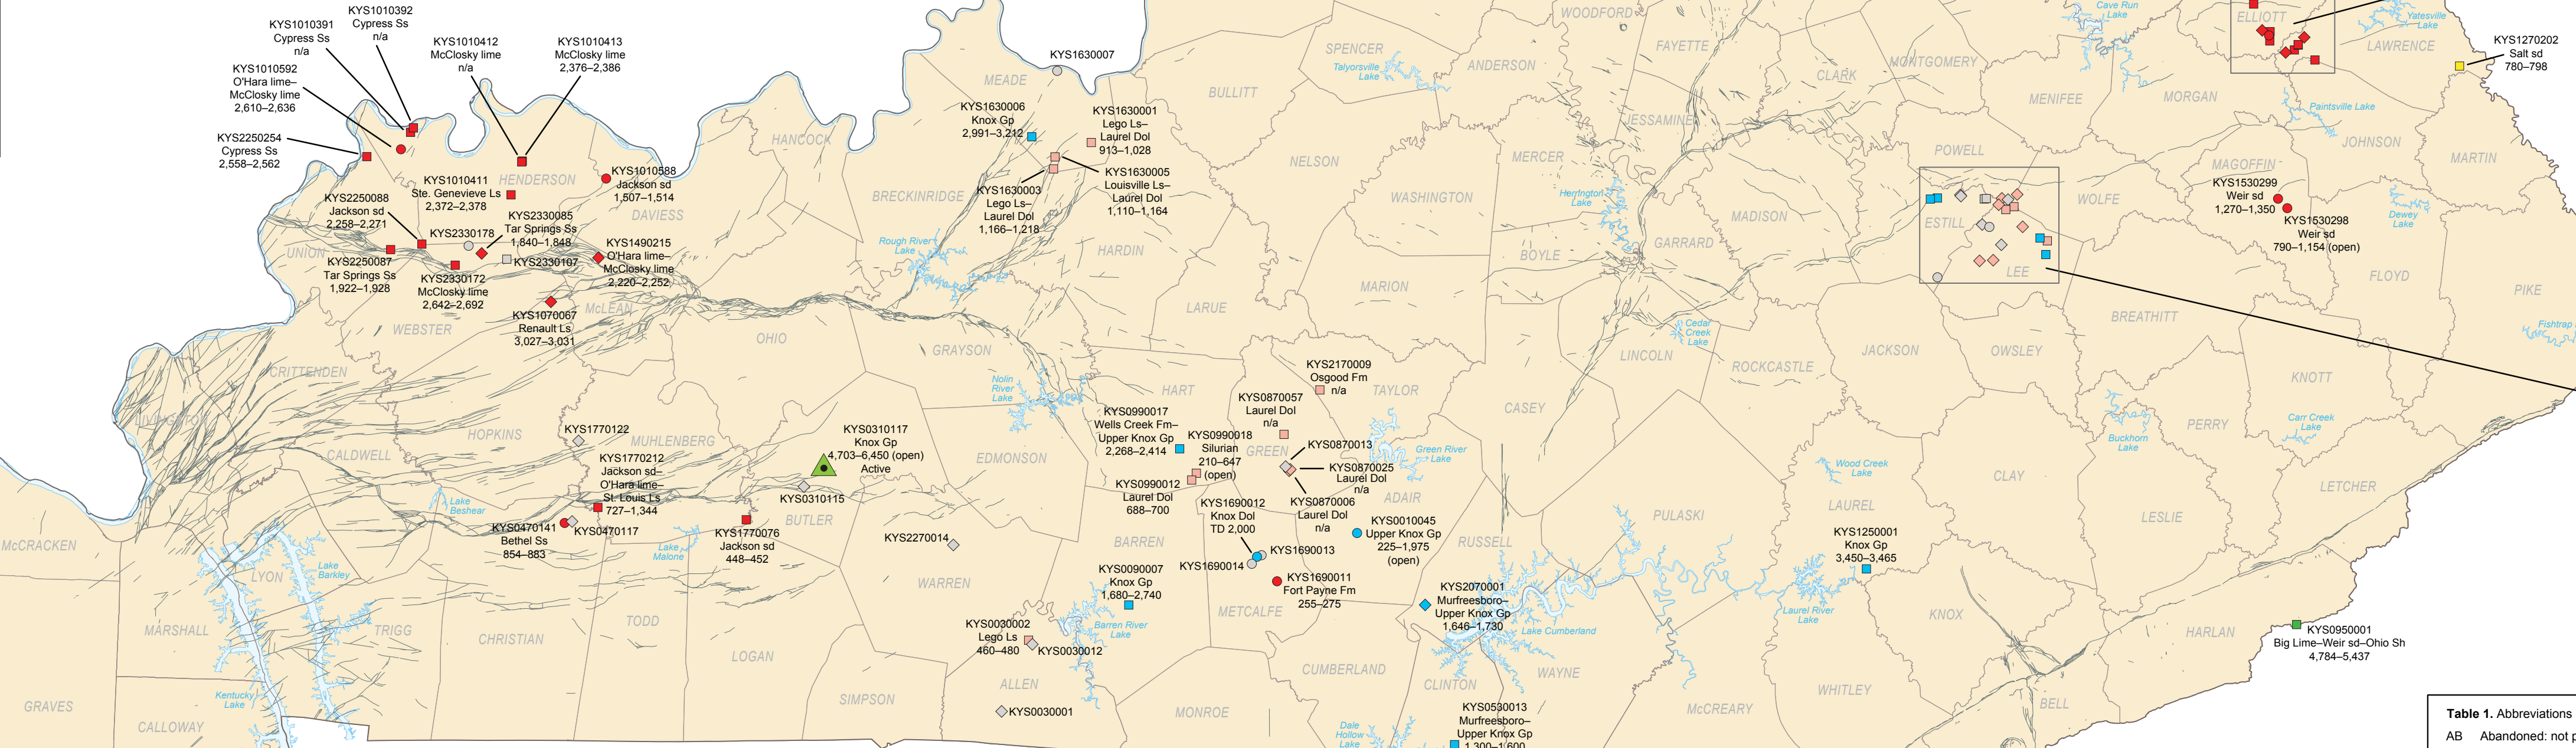 KYS1010391
Cypress Ss
n/a
KYS1010392
Cypress Ss
n/a
KYS1010592
O'Hara lime–
McClosky lime
2,610–2,636
KYS2250254
Cypress Ss
2,558–2,562
KYS1010412
McClosky lime
n/a
KYS1010413
McClosky lime
2,376–2,386
KYS1010411
Ste. Genevieve Ls
2,372–2,378
HENDERSON
KYS1010588
Jackson sd
1,507–1,514
DAVIESS
HANCOCK
KYS2250088
Jackson sd
2,258–2,271
KYS2330178
KYS2330085
Tar Springs Ss
1,840–1,848
KYS2330107
UNION
KYS2250087
Tar Springs Ss
1,922–1,928
KYS2330172
McClosky lime
2,642–2,692
KYS1490215
O'Hara lime–
McClosky lime
2,220–2,252
KYS1070067
Renault Ls
3,027–3,031
McLEAN
WEBSTER
OHIO
CRITTENDEN
LIVINGSTON
HOPKINS
CALDWELL
MUHLENBERG
KYS1770122
KYS1770212
Jackson sd–
O'Hara lime–
St. Louis Ls
727–1,344
KYS0470141
Bethel Ss
854–883
KYS0470117
KYS1770076
Jackson sd
448–452
KYS0310117
Knox Gp
4,703–6,450 (open)
Active
KYS0310115
BUTLER
Lake
Beshear
Lake
Malone
McCRACKEN
LYON
Lake
Barkley
MARSHALL
TRIGG
CHRISTIAN
TODD
LOGAN
SIMPSON
Kentucky
Lake
GRAVES
CALLOWAY
MEADE
KYS1630007
KYS1630006
Knox Gp
2,991–3,212
KYS1630001
Lego Ls–
Laurel Dol
913–1,028
KYS1630003
Lego Ls–
Laurel Dol
1,166–1,218
KYS1630005
Louisville Ls–
Laurel Dol
1,110–1,164
BRECKINRIDGE
Rough River
Lake
HARDIN
GRAYSON
Nolin
River
Lake
HART
LARUE
EDMONSON
KYS2270014
WARREN
BARREN
KYS0990017
Wells Creek Fm–
Upper Knox Gp
2,268–2,414
KYS0990018
Silurian
210–647
(open)
KYS0990012
Laurel Dol
688–700
KYS0870057
Laurel Dol
n/a
KYS2170009
Osgood Fm
n/a
TAYLOR
GREEN
KYS0870013
KYS0870025
Laurel Dol
n/a
KYS0870006
Laurel Dol
n/a
Green River
Lake
ADAIR
KYS1690012
Knox Dol
TD 2,000
KYS1690013
KYS1690014
KYS1690011
Fort Payne Fm
255–275
KYS0010045
Upper Knox Gp
225–1,975
(open)
METCALFE
KYS0090007
Knox Gp
1,680–2,740
Barren River
Lake
KYS0030002
Lego Ls
460–480
KYS0030012
ALLEN
KYS0030001
MONROE
CUMBERLAND
RUSSELL
KYS2070001
Murfreesboro–
Upper Knox Gp
1,646–1,730
Lake Cumberland
CLINTON
WAYNE
KYS0530013
Murfreesboro–
Upper Knox Gp
1,300–1,600
Dale
Hollow
Lake
McCREARY
SPENCER
Talyorsville
Lake
BULLITT
ANDERSON
WOODFORD
FAYETTE
CLARK
MONTGOMERY
NELSON
WASHINGTON
MERCER
JESSAMINE
Herrington
Lake
MARION
BOYLE
GARRARD
MADISON
CASEY
LINCOLN
Cedar
Creek
Lake
ROCKCASTLE
PULASKI
JACKSON
OWSLEY
Wood Creek
Lake
LAUREL
KYS1250001
Knox Gp
3,450–3,465
Laurel River
Lake
KNOX
WHITLEY
CLAY
Cave Run
Lake
MENIFEE
MORGAN
POWELL
WOLFE
ESTILL
LEE
BREATHITT
ELLIOTT
LAWRENCE
Yatesville
Lake
KYS1270202
Salt sd
780–798
Paintsville Lake
JOHNSON
MARTIN
MAGOFFIN
KYS1530299
Weir sd
1,270–1,350
KYS1530298
Weir sd
790–1,154 (open)
Dewey
Lake
FLOYD
PIKE
Fishtrap
KNOTT
PERRY
Carr Creek
Lake
Buckhorn
Lake
LETCHER
LESLIE
HARLAN
BELL
KYS0950001
Big Lime–Weir sd–Ohio Sh
4,784–5,437
Table 1. Abbreviations
AB Abandoned: not p